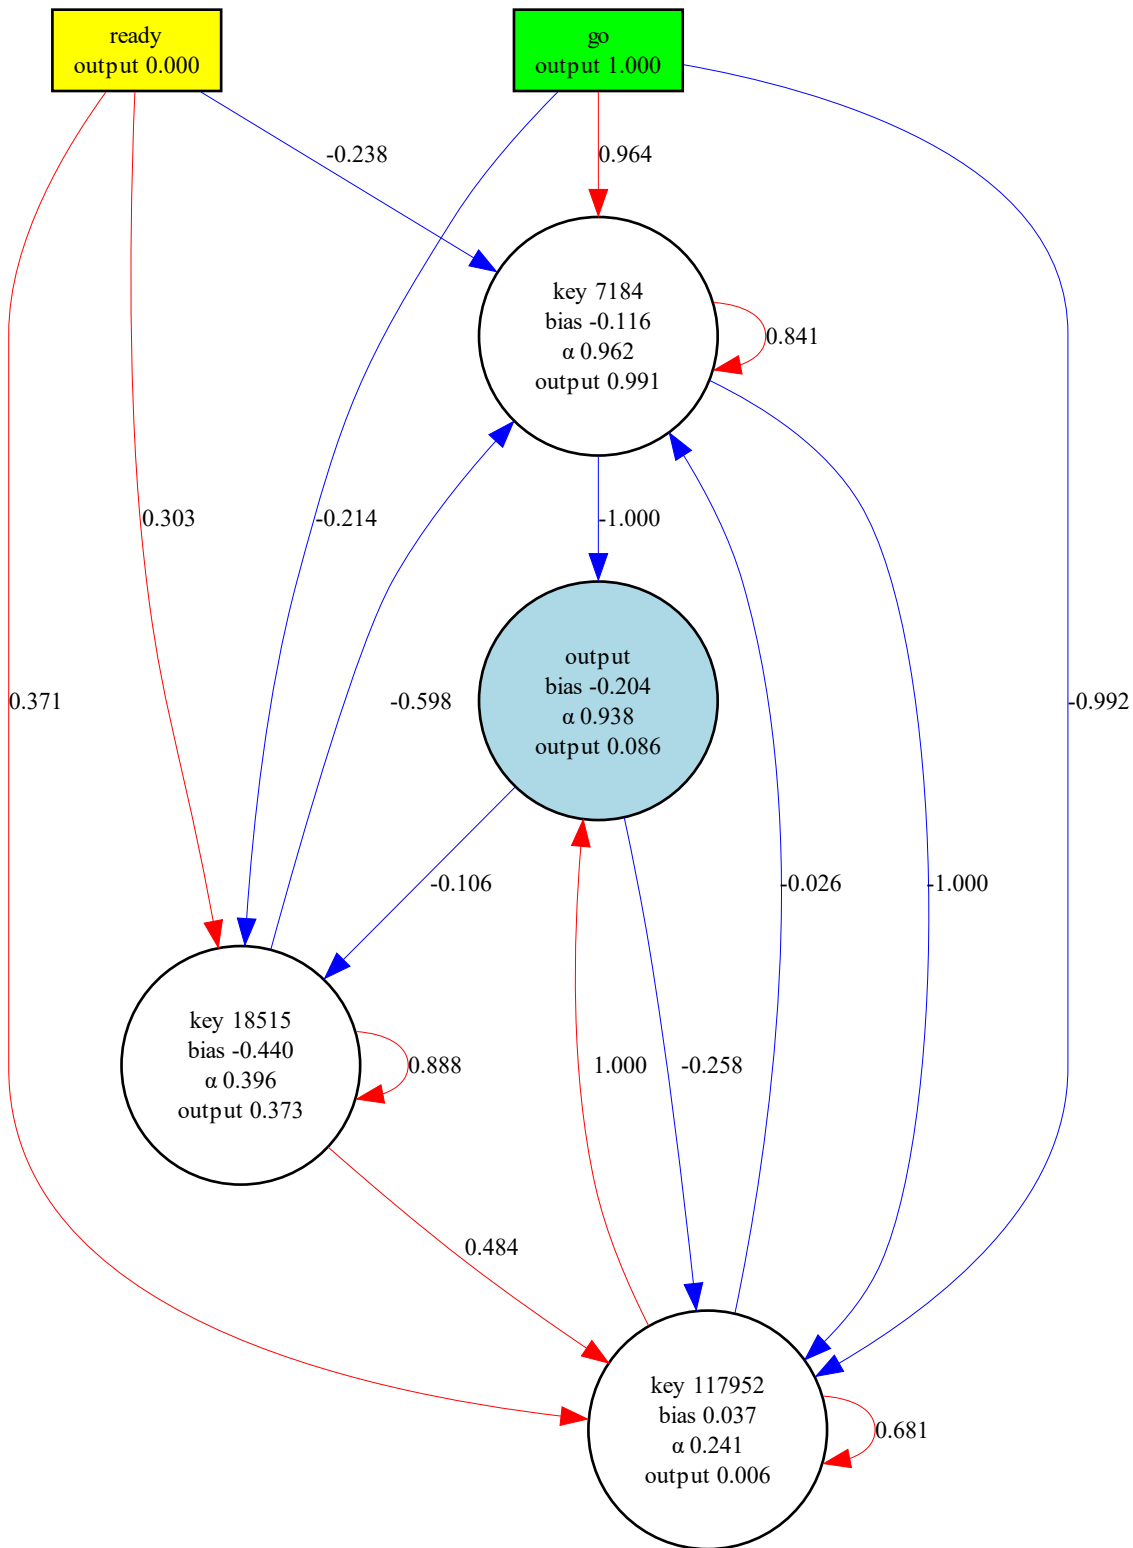 ready
output 0.000
go
output 1.000
-0.238
0.964
key 7184
bias -0.116
α 0.962
output 0.991
0.841
0.303
-0.214
-1.000
output
bias -0.204
α 0.938
output 0.086
0.371
-0.598
-0.992
-0.106
-0.026
-1.000
key 18515
bias -0.440
α 0.396
output 0.373
0.888
1.000
-0.258
0.484
key 117952
bias 0.037
α 0.241
output 0.006
0.681